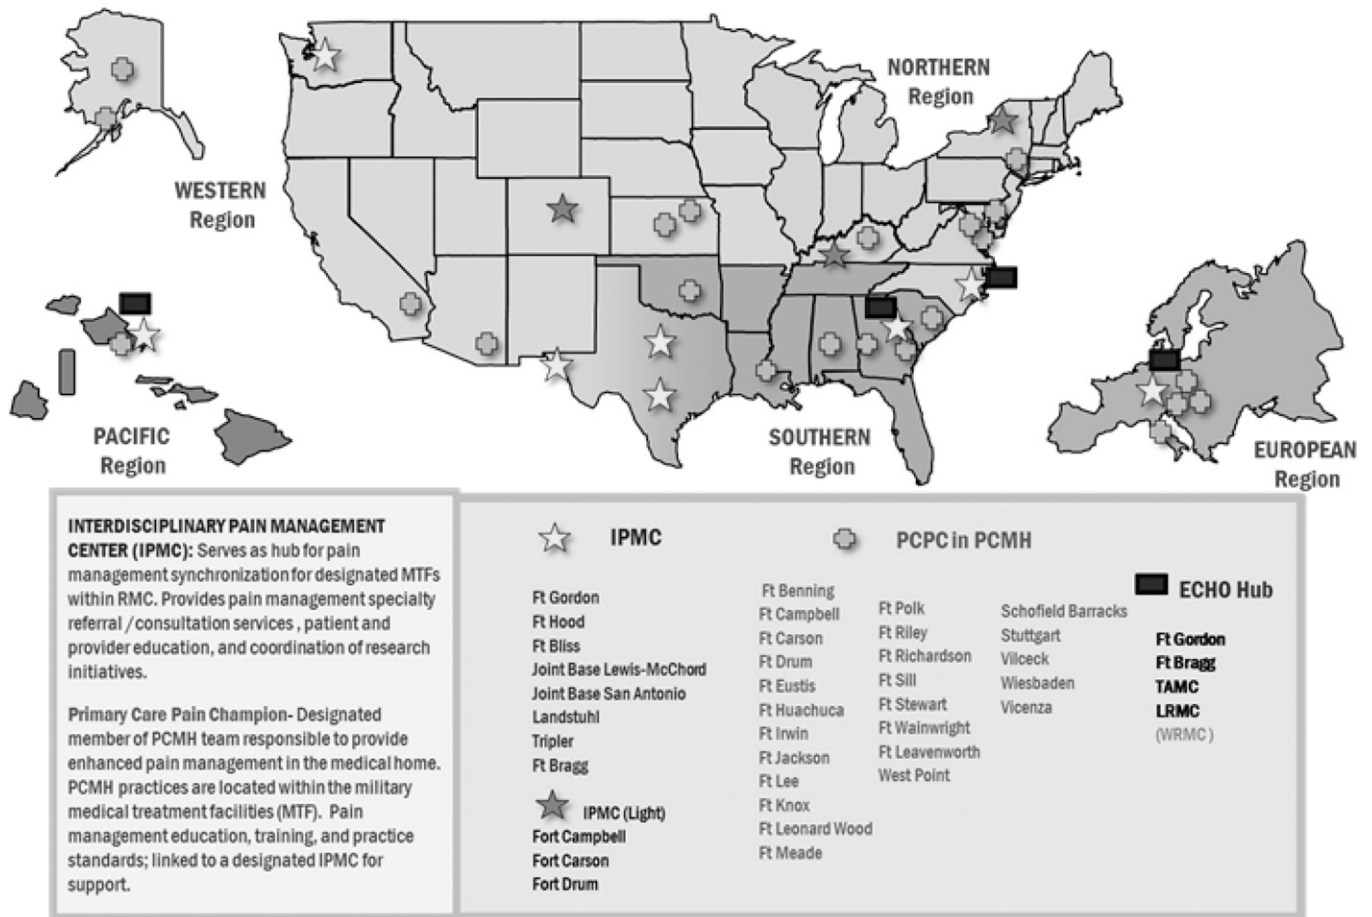 NORTHERN
Region
WESTERN
Region
PACIFIC
Region
SOUTHERN
Region
EUROPEAN
Region
INTERDISCIPLINARY PAIN MANAGEMENT
CENTER (IPMC): Serves as hub for pain
management synchronization for designated MTFs
within RMC. Provides pain management specialty
referral /consultation services , patient and
provider education, and coordination of research
initiatives.
Primary Care Pain Champion- Designated
member of PCMH team responsible to provide
enhanced pain management in the medical home.
PCMH practices are located within the military
medical treatment facilities (MTF). Pain
management education, training, and practice
standards; linked to a designated IPMC for
support.
IPMC
Ft Gordon
Ft Hood
Ft Bliss
Joint Base Lewis-McChord
Joint Base San Antonio
Landstuhl
Tripler
Ft Bragg
IPMC (Light)
Fort Campbell
Fort Carson
Fort Drum
PCPC in PCMH
Ft Benning
Ft Campbell
Ft Carson
Ft Drum
Ft Eustis
Ft Huachuca
Ft Irwin
Ft Jackson
Ft Lee
Ft Knox
Ft Leonard Wood
Ft Meade
Ft Polk
Ft Riley
Ft Richardson
Ft Sill
Ft Stewart
Ft Wainwright
Ft Leavenworth
West Point
Schofield Barracks
Stuttgart
Vilceck
Wiesbaden
Vicenza
ECHO Hub
Ft Gordon
Ft Bragg
TAMC
LRMC
(WRMC )